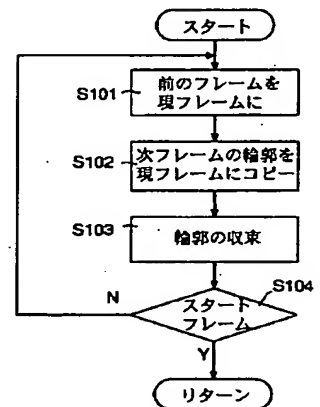 スタート
S101
前のフレームを
現フレームに
S102
次フレームの輪郭を
現フレームにコピー
S103
輪郭の収束
S104
N
スタート
フレーム
Y
リターン